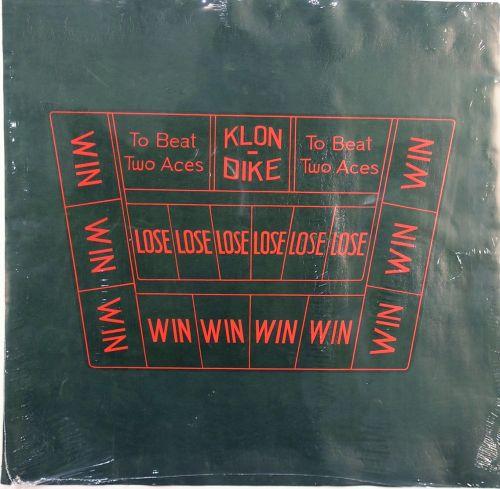 To Beat
Two Aces
KLON
-
DIKE
To Beat
Two Aces
WIN
WIN
WIN
LOSE LOSE LOSE LOSE LOSE LOSE
WIN WIN WIN WIN
WIN
WIN
WIN